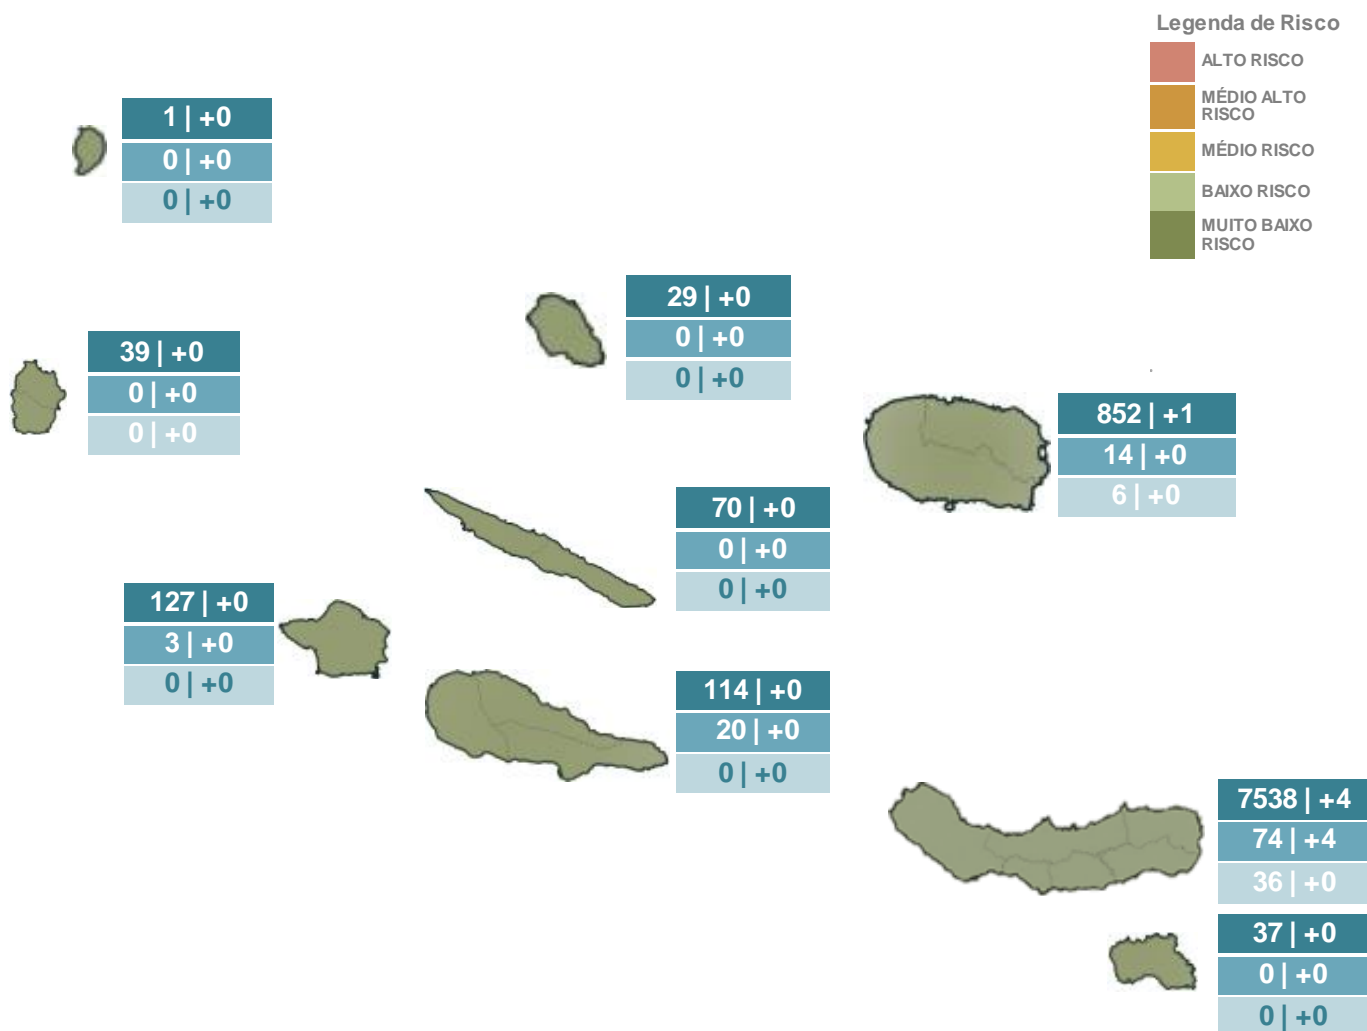 Legenda de Risco
ALTO RISCO
MÉDIO ALTO
RISCO
MÉDIO RISCO
BAIXO RISCO
MUITO BAIXO
RISCO
1 | +0
0 | +0
0 | +0
29 | +0
0 | +0
0 | +0
39 | +0
0 | +0
0 | +0
852 | +1
14 | +0
6 | +0
70 | +0
0 | +0
0 | +0
127 | +0
3 | +0
0 | +0
114 | +0
20 | +0
0 | +0
7538 | +4
74 | +4
36 | +0
37 | +0
0 | +0
0 | +0